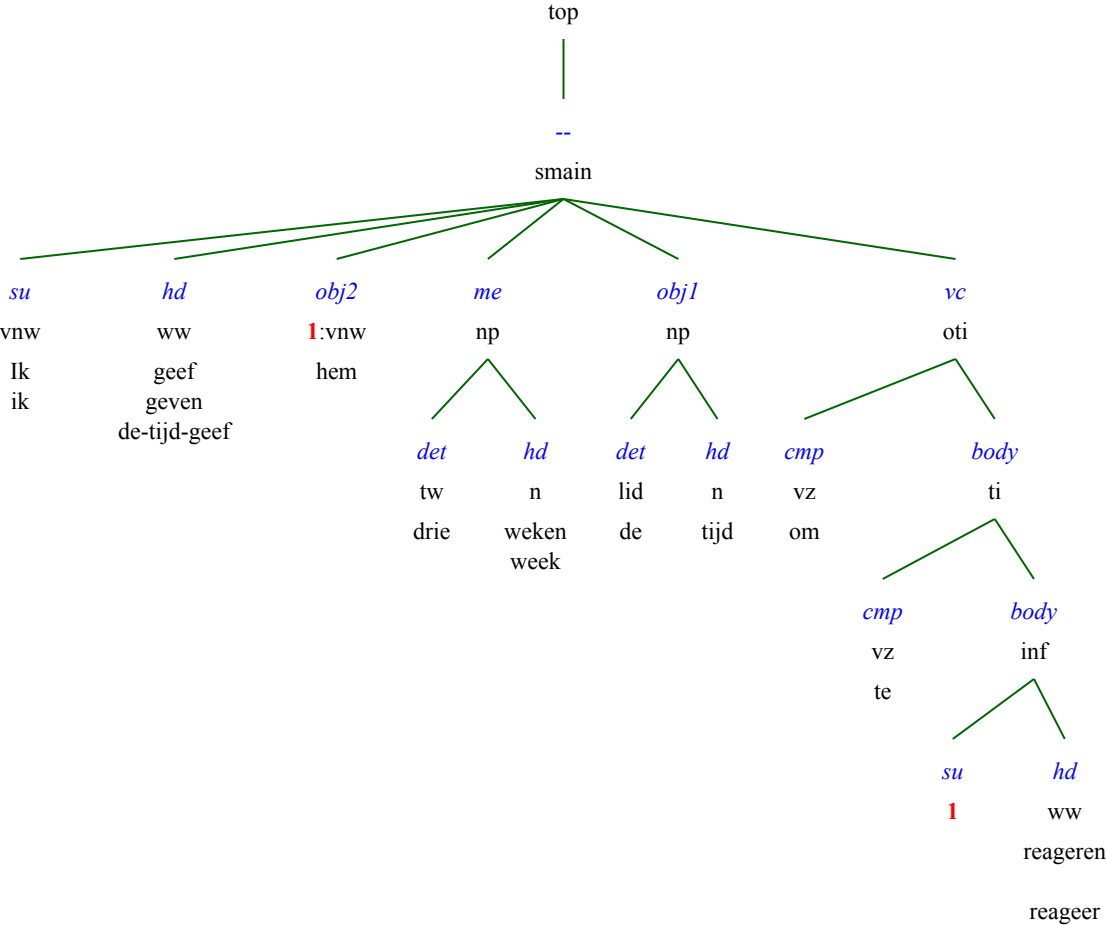 top
--
smain
su hd obj2 me obj1 vc
vnw ww 1:vnw np np oti
Ik geef hem
ik geven
de-tijd-geef
det hd det hd cmp body
tw n lid n vz ti
drie weken de tijd om
week
cmp body
vz inf
te
su hd
1 ww
reageren
reageer